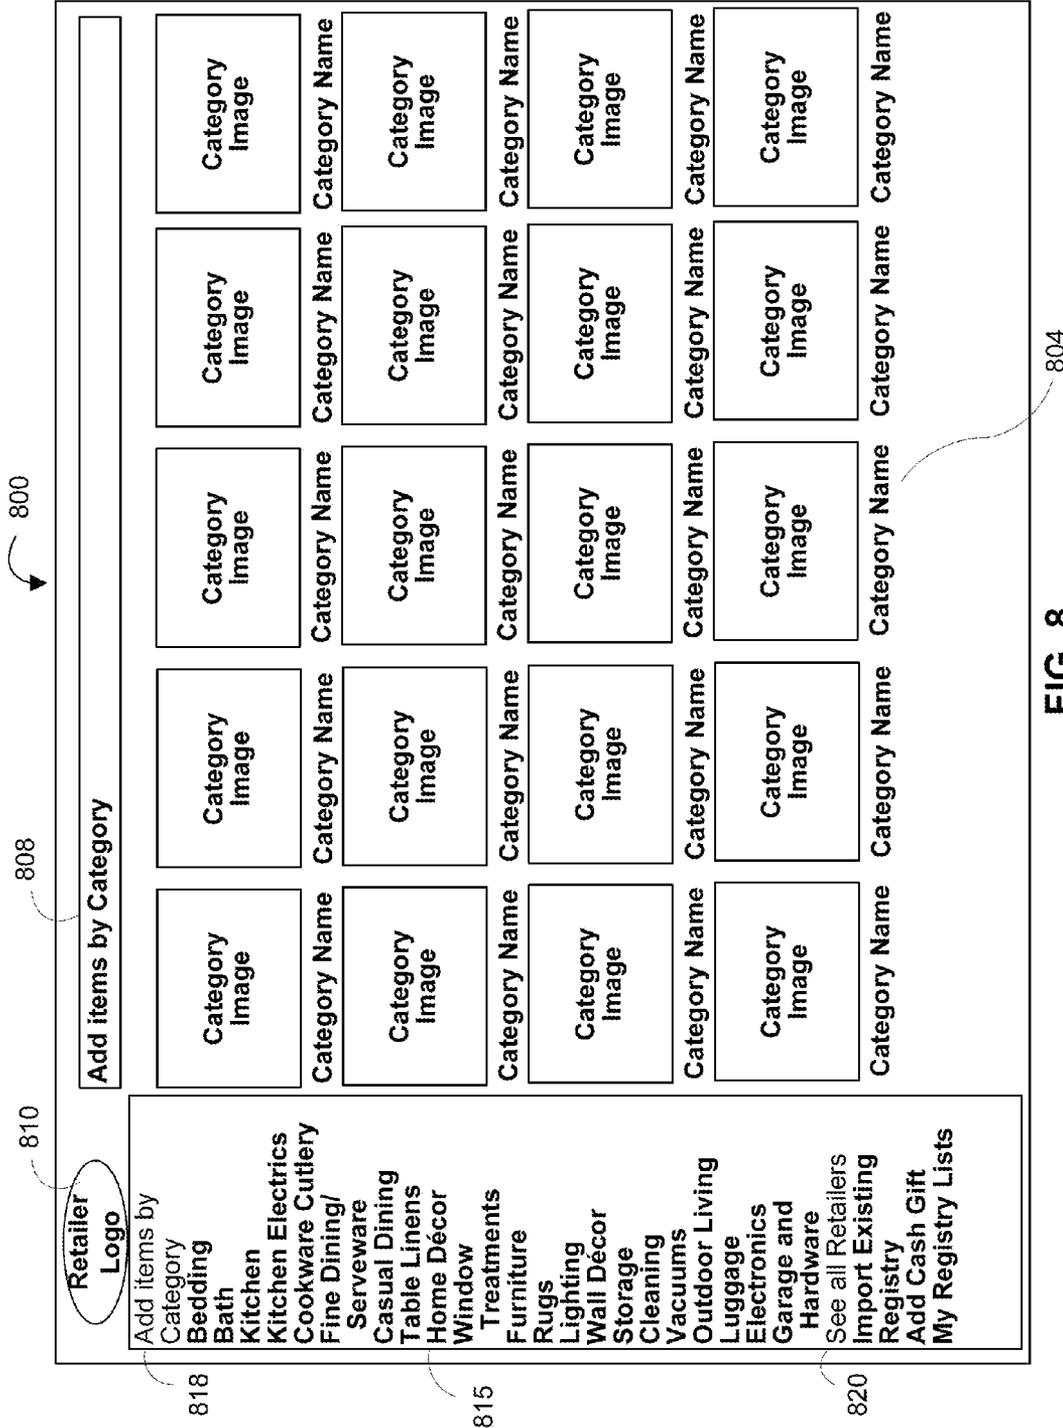 800
810
808
Retailer
Logo
Add items by Category
818
Add items by
Category
Bedding
Bath
Kitchen
Kitchen Electrics
Cookware Cutlery
Fine Dining/
Serveware
Casual Dining
Table Linens
Home Décor
Window
Treatments
Furniture
Rugs
Lighting
Wall Décor
Storage
Cleaning
Vacuums
Outdoor Living
Luggage
Electronics
Garage and
Hardware
See all Retailers
Import Existing
Registry
Add Cash Gift
My Registry Lists
815
820
Category Category Category Category Category
Image Image Image Image Image
Category Name Category Name Category Name Category Name Category Name
Category Category Category Category Category
Image Image Image Image Image
Category Name Category Name Category Name Category Name Category Name
Category Category Category Category Category
Image Image Image Image Image
Category Name Category Name Category Name Category Name Category Name
Category Category Category Category Category
Image Image Image Image Image
Category Name Category Name Category Name Category Name Category Name
804
FIG. 8